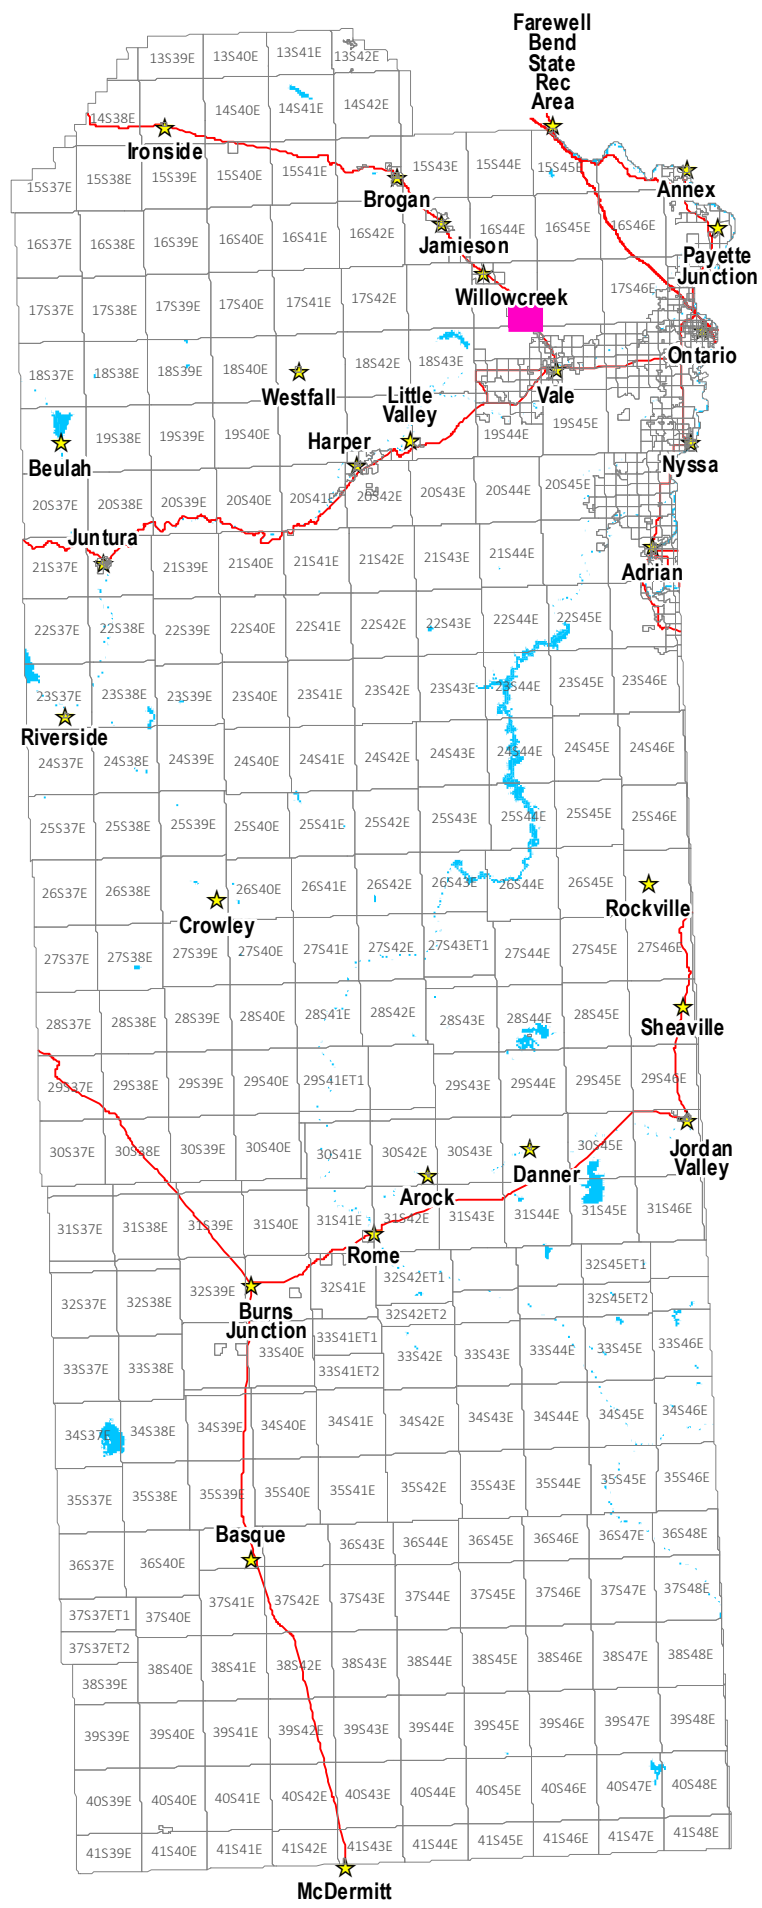 Farewell
Bend
State
Rec
Area
13S39E 13S40E 13S41E 13S42E
14S38E 14S40E 14S41E 14S42E
Ironside
15S37E 15S38E 15S39E 15S40E 15S41E 15S43E 15S44E 15S45E
Brogan
Annex
16S37E 16S38E 16S39E 16S40E 16S41E 16S42E 16S44E 16S45E 16S46E
Jamieson
Payette
Junction
17S37E 17S38E 17S39E 17S40E 17S41E 17S42E 17S46E
Willowcreek
Ontario
18S37E 18S38E 18S39E 18S40E 18S42E 18S43E
Westfall
Little
Valley
Vale
19S38E 19S39E 19S40E 19S44E 19S45E
Beulah
Harper
Nyssa
20S37E 20S38E 20S39E 20S40E 20S41E 20S42E 20S43E 20S44E 20S45E
Juntura
21S37E 21S39E 21S40E 21S41E 21S42E 21S43E 21S44E
Adrian
22S37E 22S38E 22S39E 22S40E 22S41E 22S42E 22S43E 22S44E 22S45E
23S37E 23S38E 23S39E 23S40E 23S41E 23S42E 23S43E 23S44E 23S45E 23S46E
Riverside
24S37E 24S38E 24S39E 24S40E 24S41E 24S42E 24S43E 24S44E 24S45E 24S46E
25S37E 25S38E 25S39E 25S40E 25S41E 25S42E 25S43E 25S44E 25S45E 25S46E
26S37E 26S38E 26S40E 26S41E 26S42E 26S43E 26S44E 26S45E
Rockville
Crowley
27S37E 27S38E 27S39E 27S40E 27S41E 27S42E 27S43ET1 27S44E 27S45E 27S46E
28S37E 28S38E 28S39E 28S40E 28S41E 28S42E 28S43E 28S44E 28S45E
Sheaville
29S37E 29S38E 29S39E 29S40E 29S41ET1 29S43E 29S44E 29S45E 29S46E
30S37E 30S38E 30S39E 30S40E 30S41E 30S42E 30S43E 30S45E
Jordan
Valley
Danner
Arock
31S37E 31S38E 31S39E 31S40E 31S41E 31S42E 31S43E 31S44E 31S45E 31S46E
Rome
32S37E 32S38E 32S39E 32S41E 32S42ET1 32S45ET1
32S42ET2 32S45ET2
Burns
Junction
33S37E 33S38E 33S40E 33S41ET1 33S42E 33S43E 33S44E 33S45E 33S46E
33S41ET2
34S37E 34S38E 34S39E 34S40E 34S41E 34S42E 34S43E 34S44E 34S45E 34S46E
35S37E 35S38E 35S39E 35S40E 35S41E 35S42E 35S43E 35S44E 35S45E 35S46E
Basque
36S37E 36S40E 36S43E 36S44E 36S45E 36S46E 36S47E 36S48E
37S37ET1 37S40E 37S41E 37S42E 37S43E 37S44E 37S45E 37S46E 37S47E 37S48E
37S37ET2
38S39E 38S40E 38S41E 38S42E 38S43E 38S44E 38S45E 38S46E 38S47E 38S48E
39S39E 39S40E 39S41E 39S42E 39S43E 39S44E 39S45E 39S46E 39S47E 39S48E
40S39E 40S40E 40S41E 40S42E 40S43E 40S44E 40S45E 40S46E 40S47E 40S48E
41S39E 41S40E 41S41E 41S42E 41S43E 41S44E 41S45E 41S46E 41S47E 41S48E
McDermitt